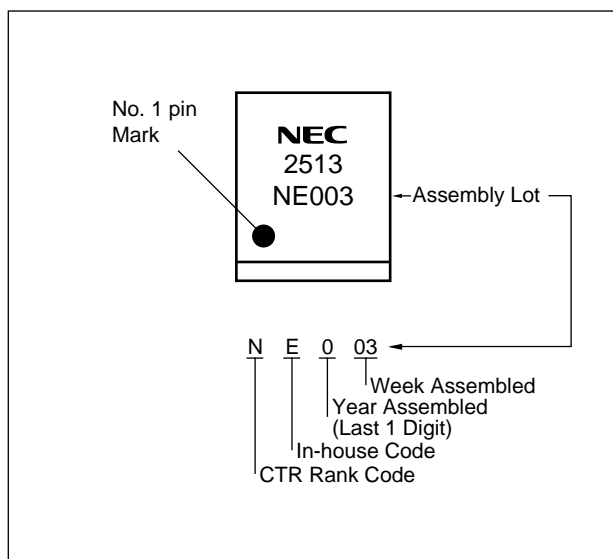 No. 1 pin
Mark
NEC
2513
NE003
Assembly Lot
N E 0 03
Week Assembled
Year Assembled
(Last 1 Digit)
In-house Code
CTR Rank Code